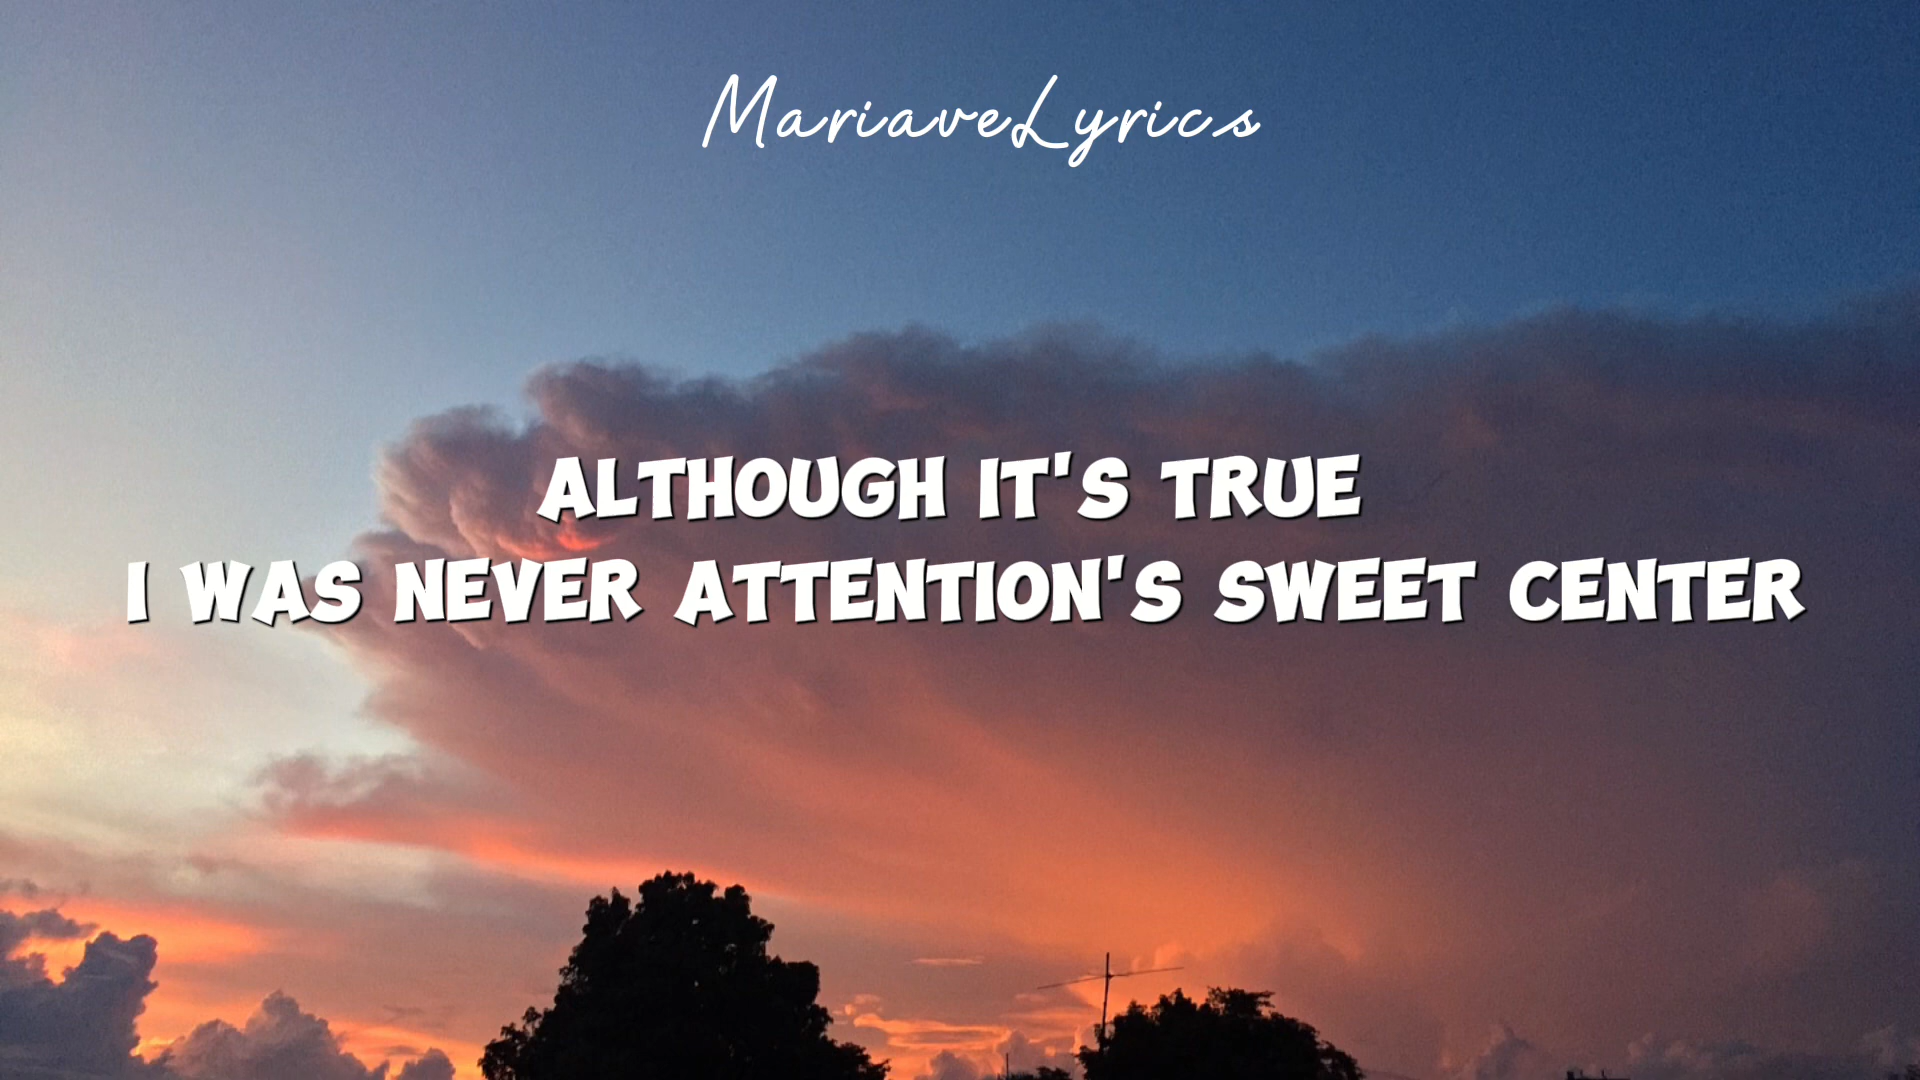 MariaveLyrics
ALTHOUGH IT'S TRUE
I WAS NEVER ATTENTION'S SWEET CENTER